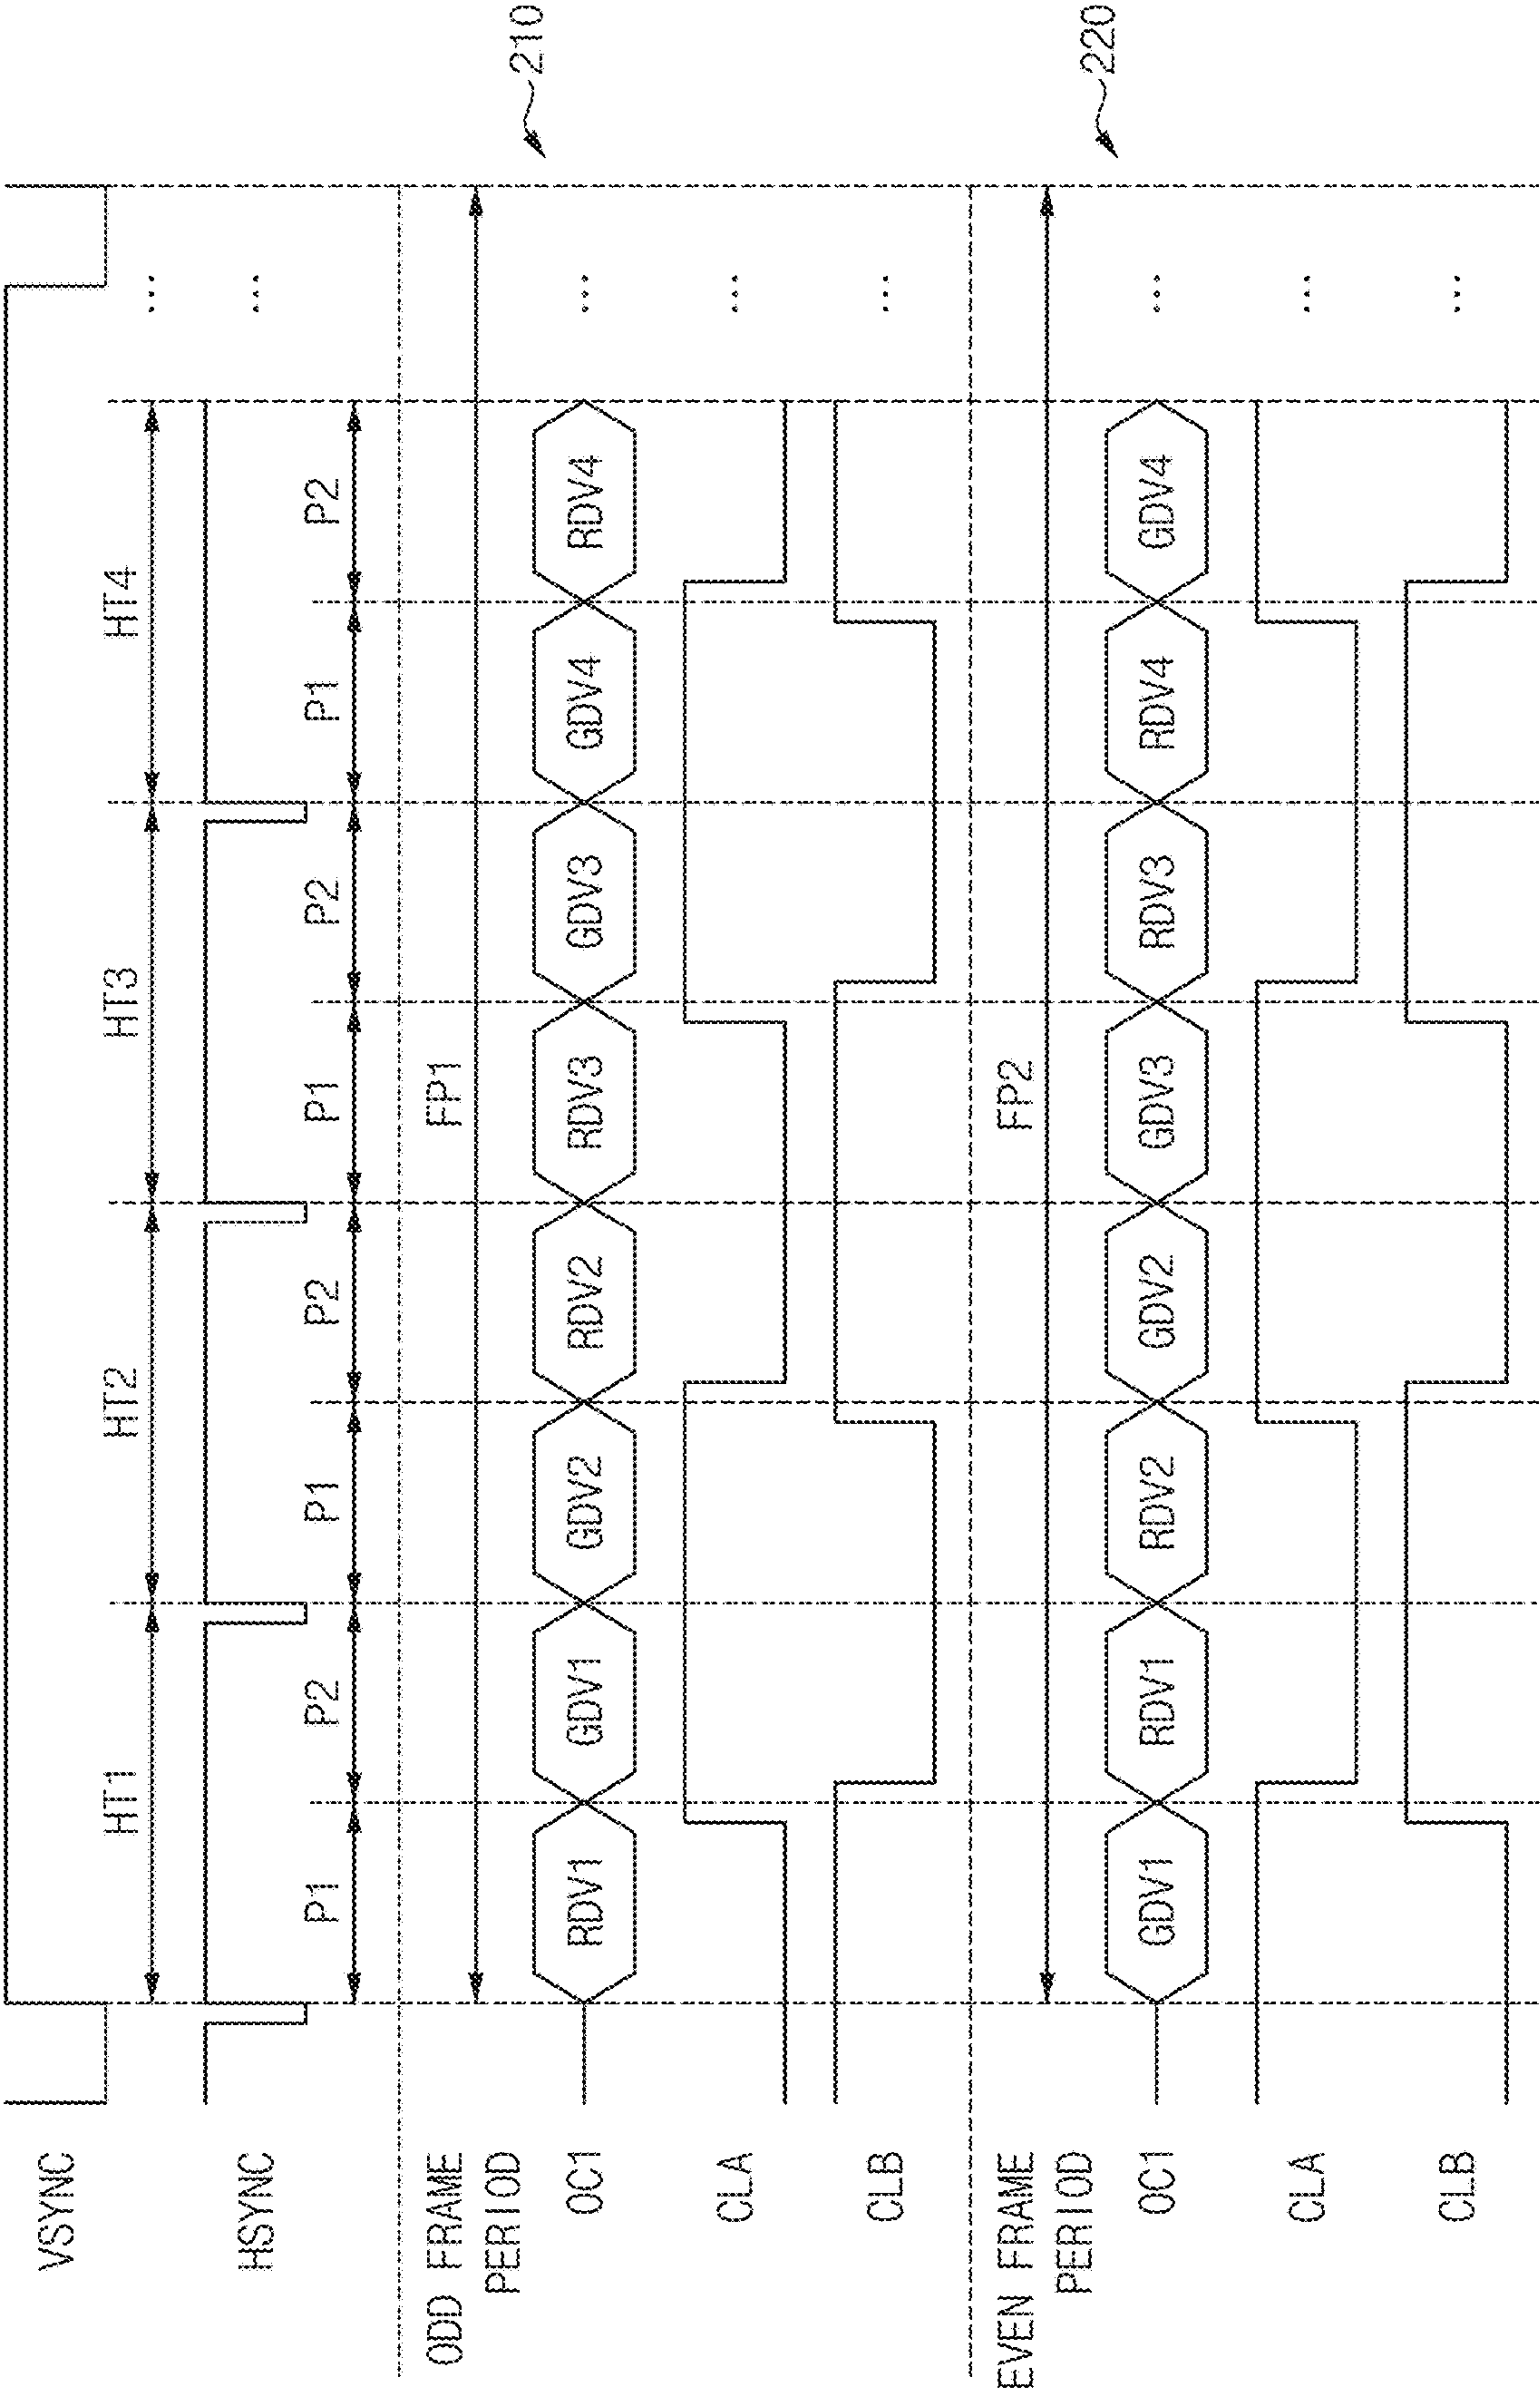 VSYNC
HT1 HT2 HT3 HT4 ...
HSYNC ...
P1 P2 P1 P2 P1 P2 P1 P2
ODD FRAME
PERIOD
FP1
210
OC1 RDV1 GDV1 GDV2 RDV2 RDV3 GDV3 GDV4 RDV4 ...
CLA ...
CLB ...
EVEN FRAME
PERIOD
FP2
220
OC1 GDV1 RDV1 RDV2 GDV2 GDV3 RDV3 RDV4 GDV4 ...
CLA ...
CLB ...